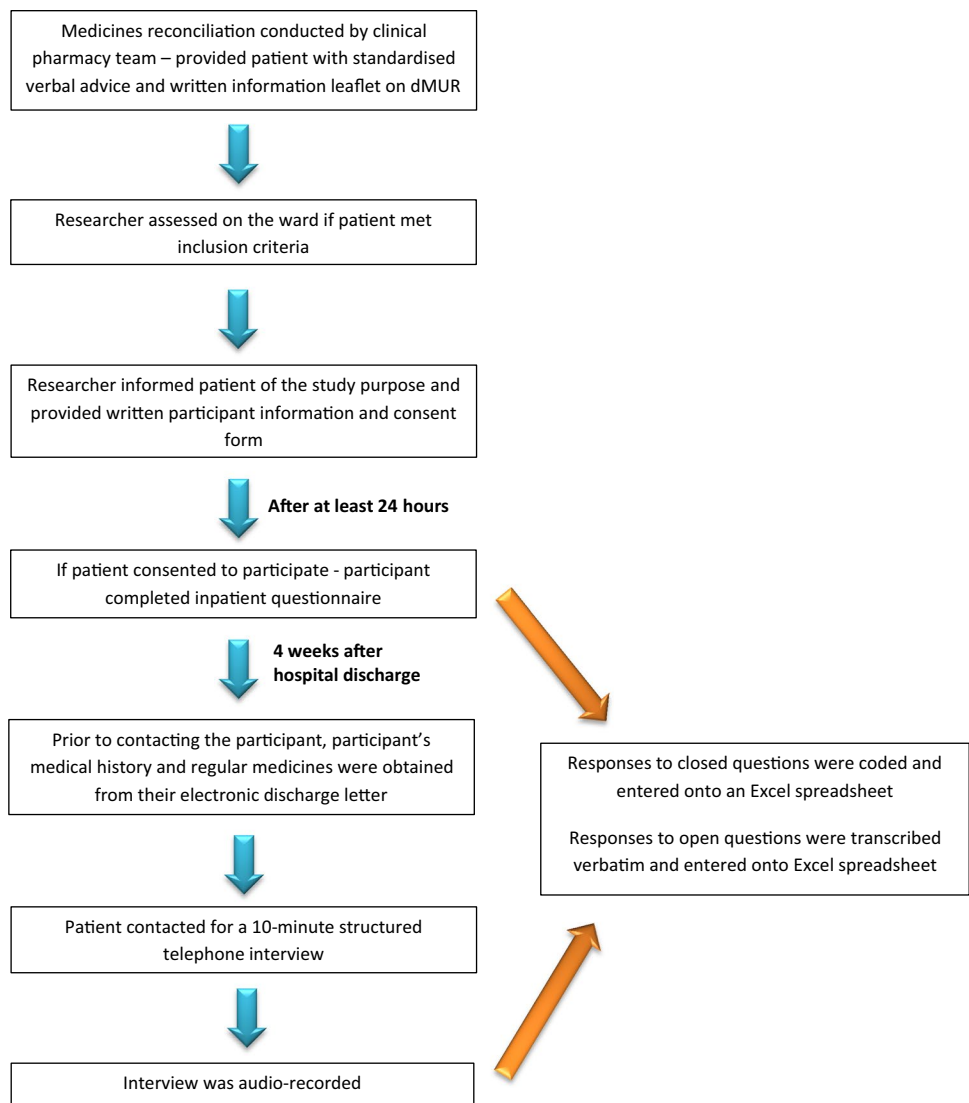 Medicines reconciliation conducted by clinical
pharmacy team – provided patient with standardised
verbal advice and written information leaflet on dMUR
Researcher assessed on the ward if patient met
inclusion criteria
Researcher informed patient of the study purpose and
provided written participant information and consent
form
After at least 24 hours
If patient consented to participate - participant
completed inpatient questionnaire
4 weeks after
hospital discharge
Prior to contacting the participant, participant’s
medical history and regular medicines were obtained
from their electronic discharge letter
Responses to closed questions were coded and
entered onto an Excel spreadsheet
Responses to open questions were transcribed
verbatim and entered onto Excel spreadsheet
Patient contacted for a 10-minute structured
telephone interview
Interview was audio-recorded